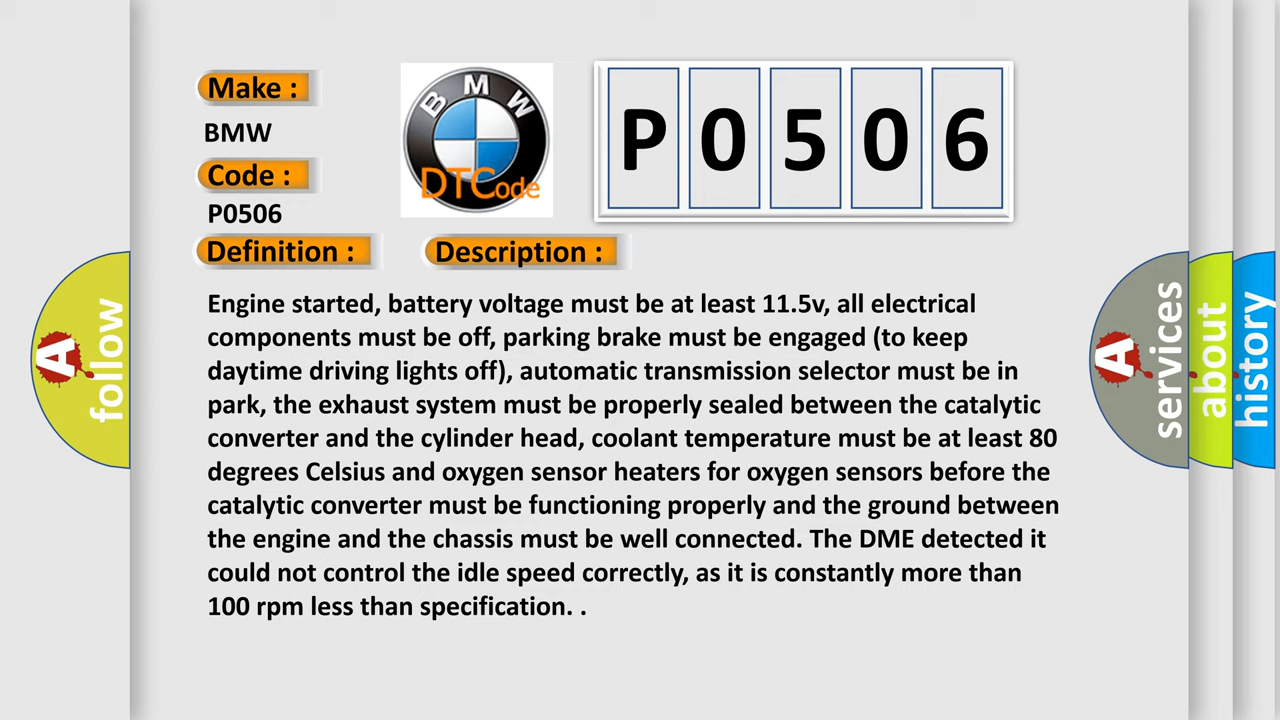 Make :
BMW
Code :
P0506
Definition :
Description :
BMW
DTCode
P0506
Engine started, battery voltage must be at least 11.5v, all electrical
components must be off, parking brake must be engaged (to keep
daytime driving lights off), automatic transmission selector must be in
park, the exhaust system must be properly sealed between the catalytic
converter and the cylinder head, coolant temperature must be at least 80
degrees Celsius and oxygen sensor heaters for oxygen sensors before the
catalytic converter must be functioning properly and the ground between
the engine and the chassis must be well connected. The DME detected it
could not control the idle speed correctly, as it is constantly more than
100 rpm less than specification. .
A
follow
A
services
about
history